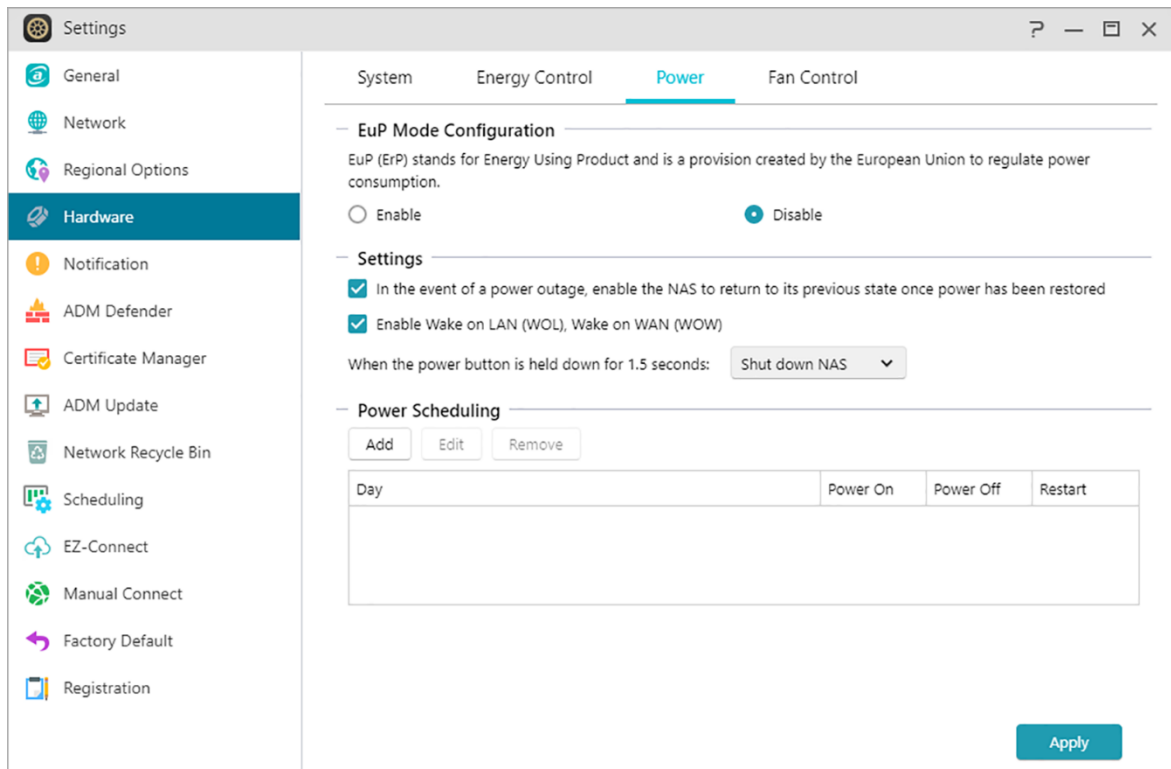 Settings
General
Network
Regional Options
Hardware
Notification
ADM Defender
Certificate Manager
ADM Update
Network Recycle Bin
Scheduling
EZ-Connect
Manual Connect
Factory Default
Registration
System Energy Control Power Fan Control
EuP Mode Configuration
EuP (ErP) stands for Energy Using Product and is a provision created by the European Union to regulate power
consumption.
Enable Disable
Settings
In the event of a power outage, enable the NAS to return to its previous state once power has been restored
Enable Wake on LAN (WOL), Wake on WAN (WOW)
When the power button is held down for 1.5 seconds: Shut down NAS
Power Scheduling
Add Edit Remove
Day Power On Power Off Restart
Apply